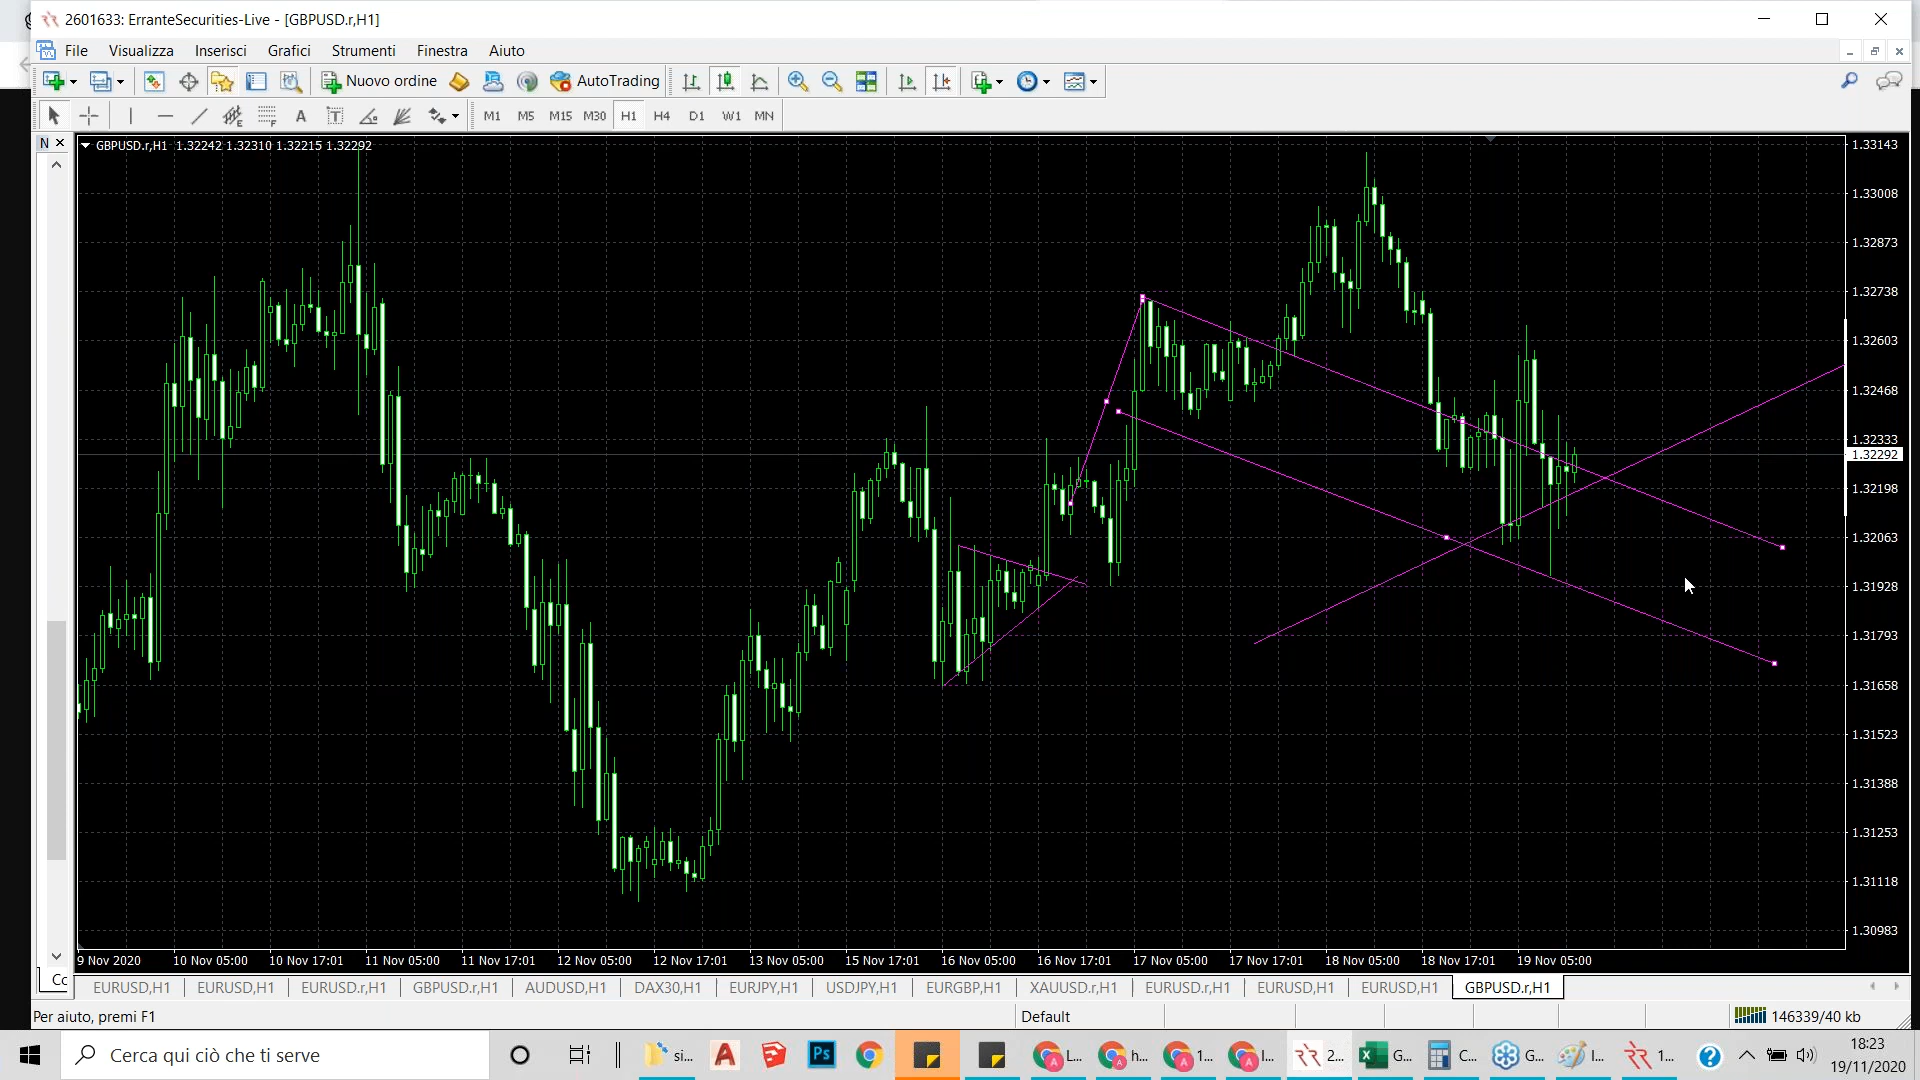 2601633: ErranteSecurities-Live - [GBPUSD.r,H1]
File Visualizza Inserisci Grafici Strumenti Finestra Aiuto
Nuovo ordine AutoTrading
E F A T M1 M5 M15 M30 H1 H4 D1 W1 MN
N
GBPUSD.r,H1 1.32242 1.32310 1.32215 1.32292
1.33143
1.33008
1.32873
1.32738
1.32603
1.32468
1.32333
1.32292
1.32198
1.32063
1.31928
1.31793
1.31658
1.31523
1.31388
1.31253
1.31118
1.30983
9 Nov 2020 10 Nov 05:00 10 Nov 17:01 11 Nov 05:00 11 Nov 17:01 12 Nov 05:00 12 Nov 17:01 13 Nov 05:00 15 Nov 17:01 16 Nov 05:00 16 Nov 17:01 17 Nov 05:00 17 Nov 17:01 18 Nov 05:00 18 Nov 17:01 19 Nov 05:00
Cc EURUSD,H1 EURUSD,H1 EURUSD.r,H1 GBPUSD.r,H1 AUDUSD,H1 DAX30,H1 EURJPY,H1 USDJPY,H1 EURGBP,H1 XAUUSD.r,H1 EURUSD.r,H1 EURUSD,H1 EURUSD,H1 GBPUSD.r,H1
Per aiuto, premi F1 Default 146339/40 kb
Cerca qui ciò che ti serve si... A Ps L... h... 1... I... 2... G... C... G... I... 1... 18:23
19/11/2020